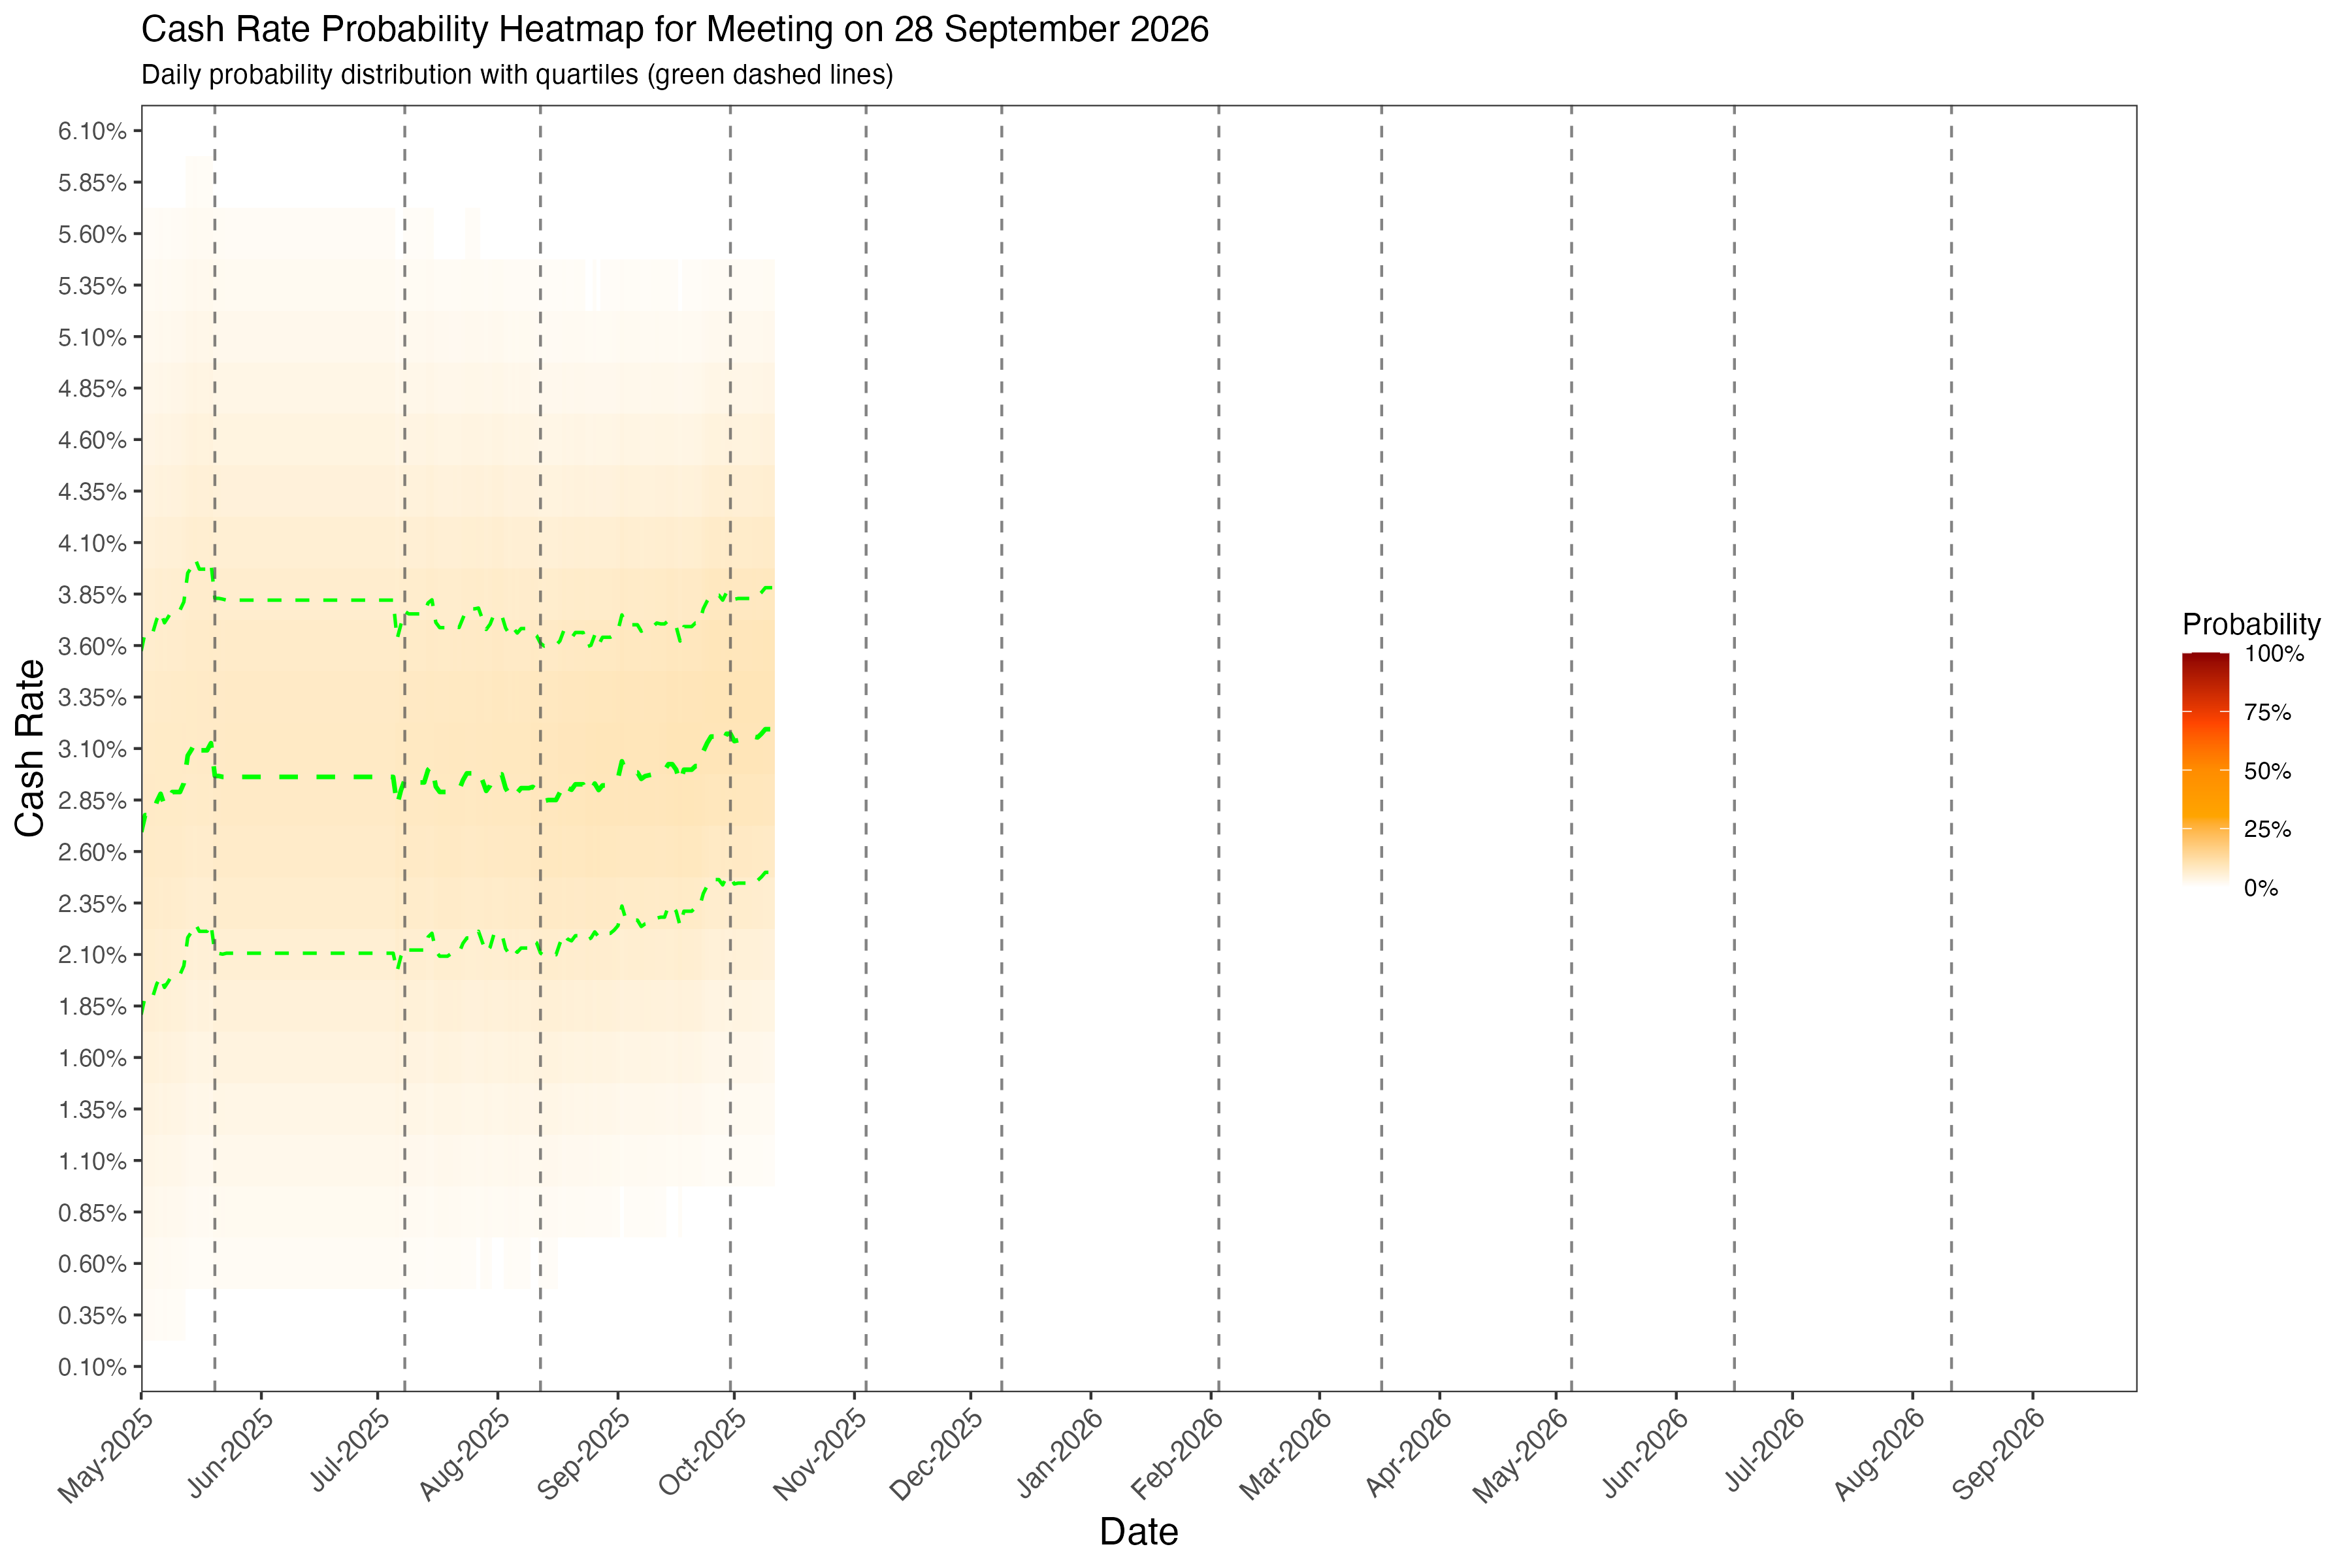 Cash Rate Probability Heatmap for Meeting on 28 September 2026
Daily probability distribution with quartiles (green dashed lines)
Cash Rate
6.10%
5.85%
5.60%
5.35%
5.10%
4.85%
4.60%
4.35%
4.10%
3.85%
3.60%
3.35%
3.10%
2.85%
2.60%
2.35%
2.10%
1.85%
1.60%
1.35%
1.10%
0.85%
0.60%
0.35%
0.10%
May-2025
Jun-2025
Jul-2025
Aug-2025
Sep-2025
Oct-2025
Nov-2025
Dec-2025
Jan-2026
Feb-2026
Mar-2026
Apr-2026
May-2026
Jun-2026
Jul-2026
Aug-2026
Sep-2026
Date
Probability
100%
75%
50%
25%
0%